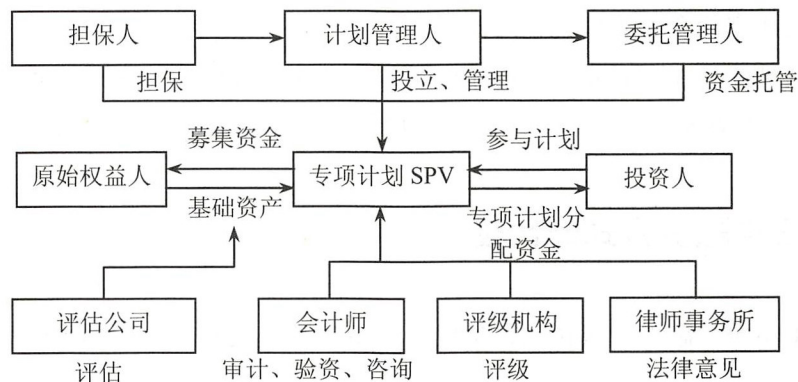 担保人
计划管理人
委托管理人
担保
投立、管理
资金托管
募集资金
参与计划
原始权益人
专项计划 SPV
投资人
基础资产
专项计划分
配资金
评估公司
会计师
评级机构
律师事务所
评估
审计、验资、咨询
评级
法律意见